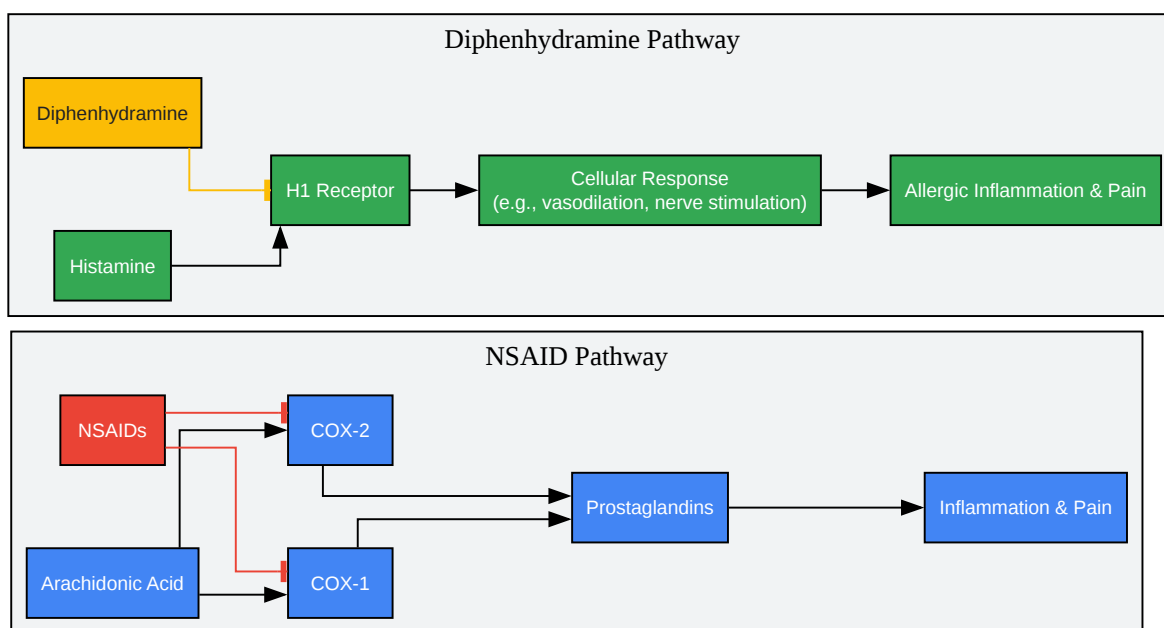 Diphenhydramine Pathway
Diphenhydramine
H1 Receptor
Cellular Response
(e.g., vasodilation, nerve stimulation)
Allergic Inflammation & Pain
Histamine
NSAID Pathway
NSAIDs
COX-2
Prostaglandins
Inflammation & Pain
Arachidonic Acid
COX-1